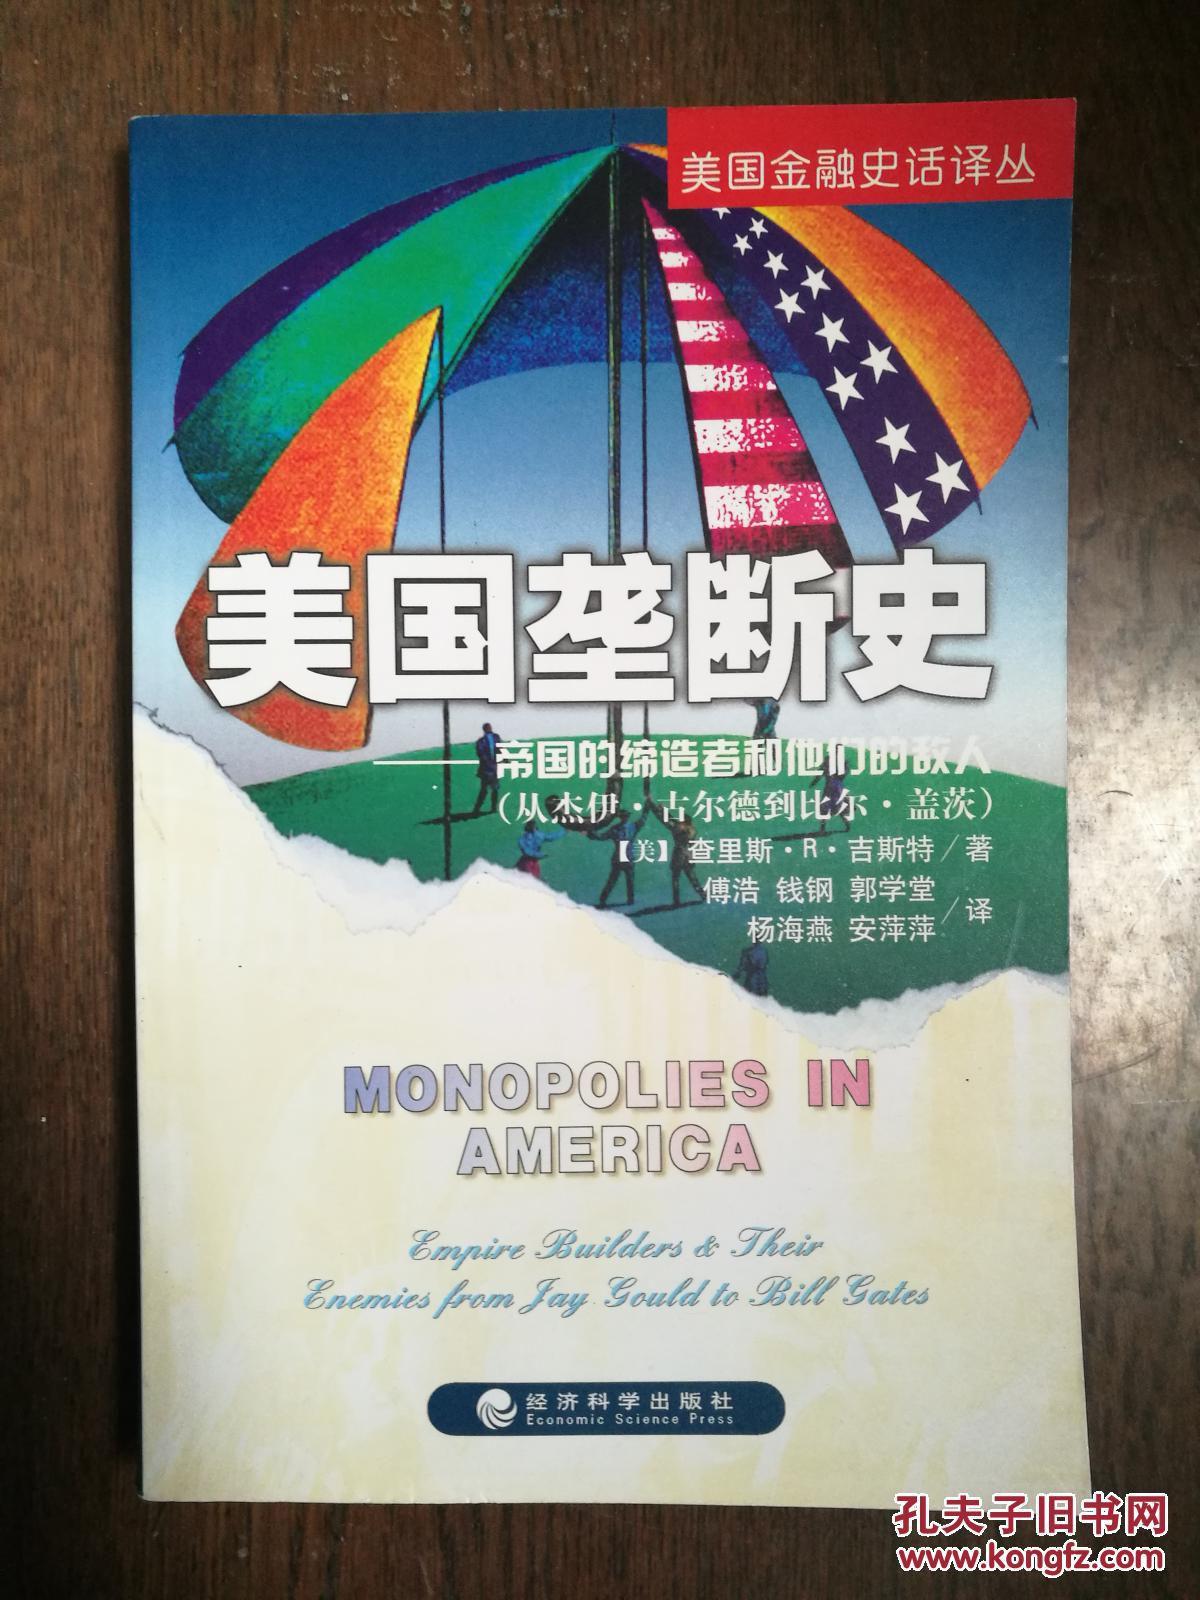 美国金融史话译丛
美国垄断史
——帝国的缔造者和他们的敌人
（从杰伊·古尔德到比尔·盖茨）
【美】查里斯·R·吉斯特／著
傅浩 钱钢 郭学堂
杨海燕 安萍萍／译
MONOPOLIES IN
AMERICA
Empire Builders & Their
Enemies from Jay Gould to Bill Gates
经济科学出版社
Economic Science Press
孔夫子旧书网
www.kongfz.com